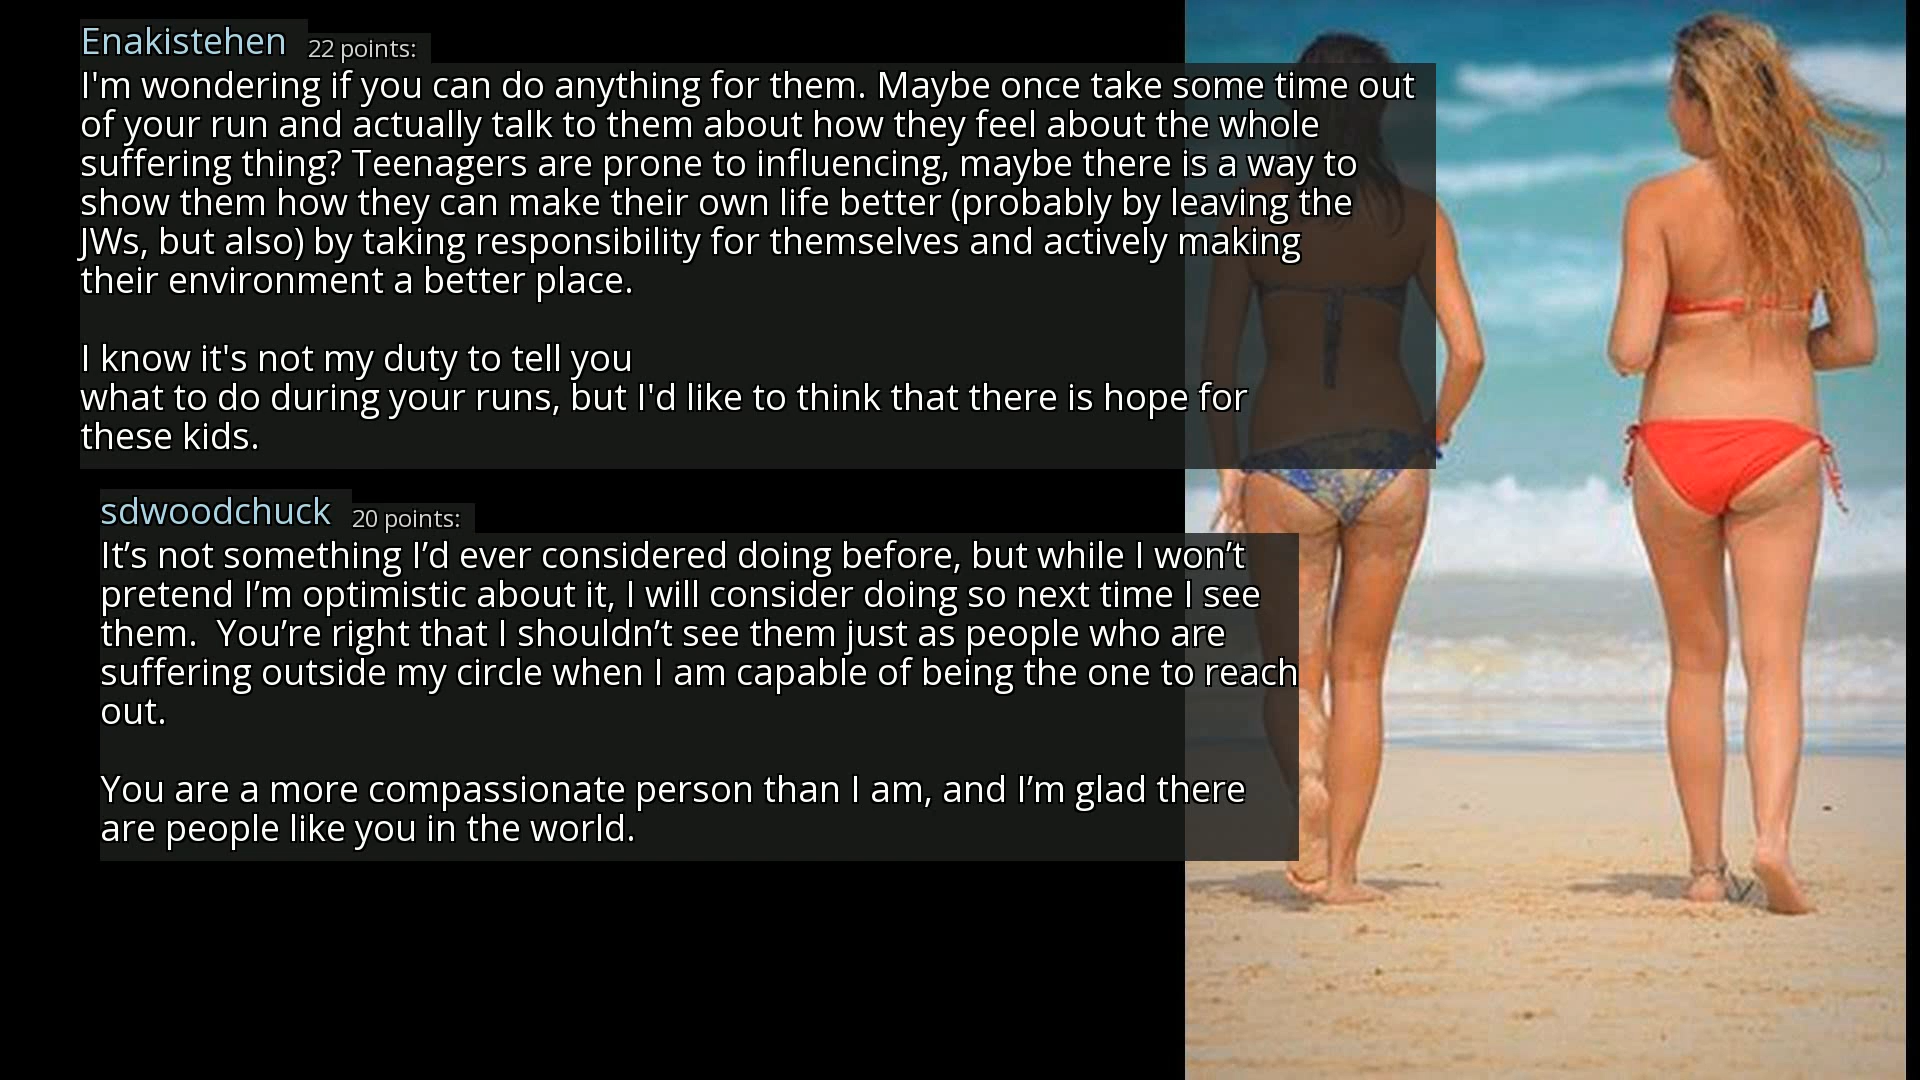 Enakistehen 22 points:
I'm wondering if you can do anything for them. Maybe once take some time out
of your run and actually talk to them about how they feel about the whole
suffering thing? Teenagers are prone to influencing, maybe there is a way to
show them how they can make their own life better (probably by leaving the
JWs, but also) by taking responsibility for themselves and actively making
their environment a better place.
I know it's not my duty to tell you
what to do during your runs, but I'd like to think that there is hope for
these kids.
sdwoodchuck 20 points:
It’s not something I’d ever considered doing before, but while I won’t
pretend I’m optimistic about it, I will consider doing so next time I see
them.  You’re right that I shouldn’t see them just as people who are
suffering outside my circle when I am capable of being the one to reach
out.
You are a more compassionate person than I am, and I’m glad there
are people like you in the world.